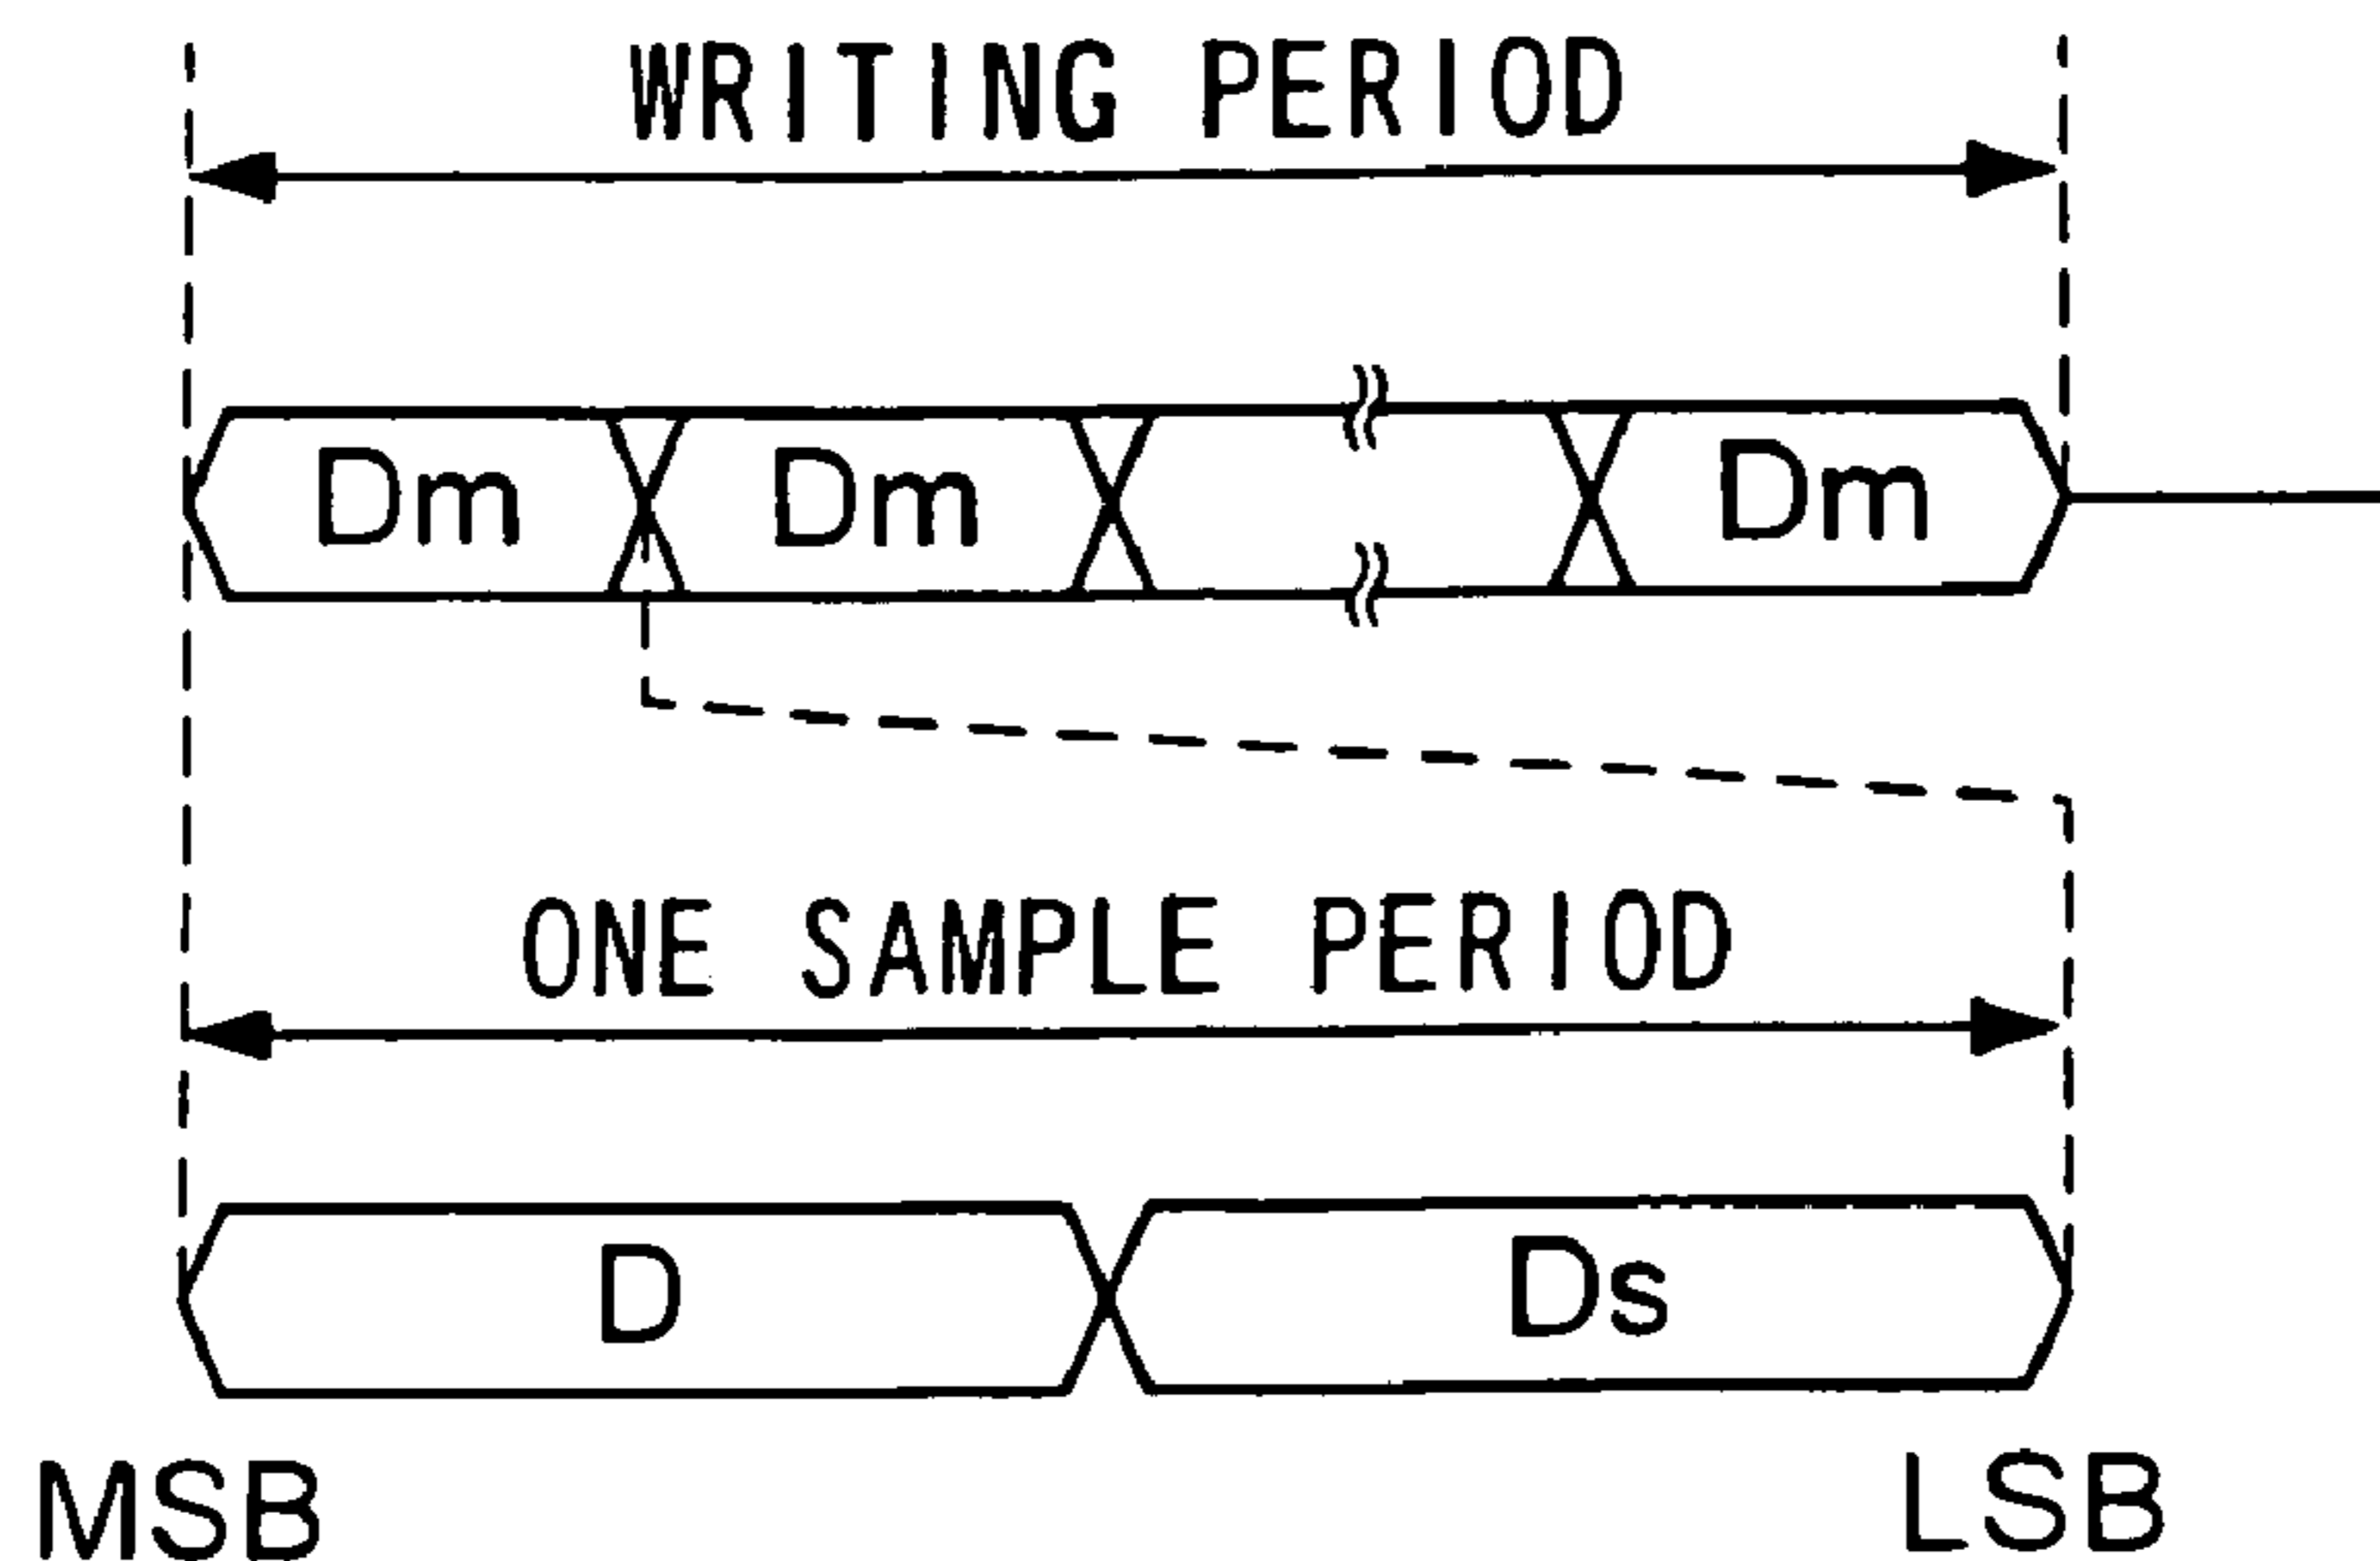 WRITING PERIOD
Dm Dm Dm
ONE SAMPLE PERIOD
D Ds
MSB LSB